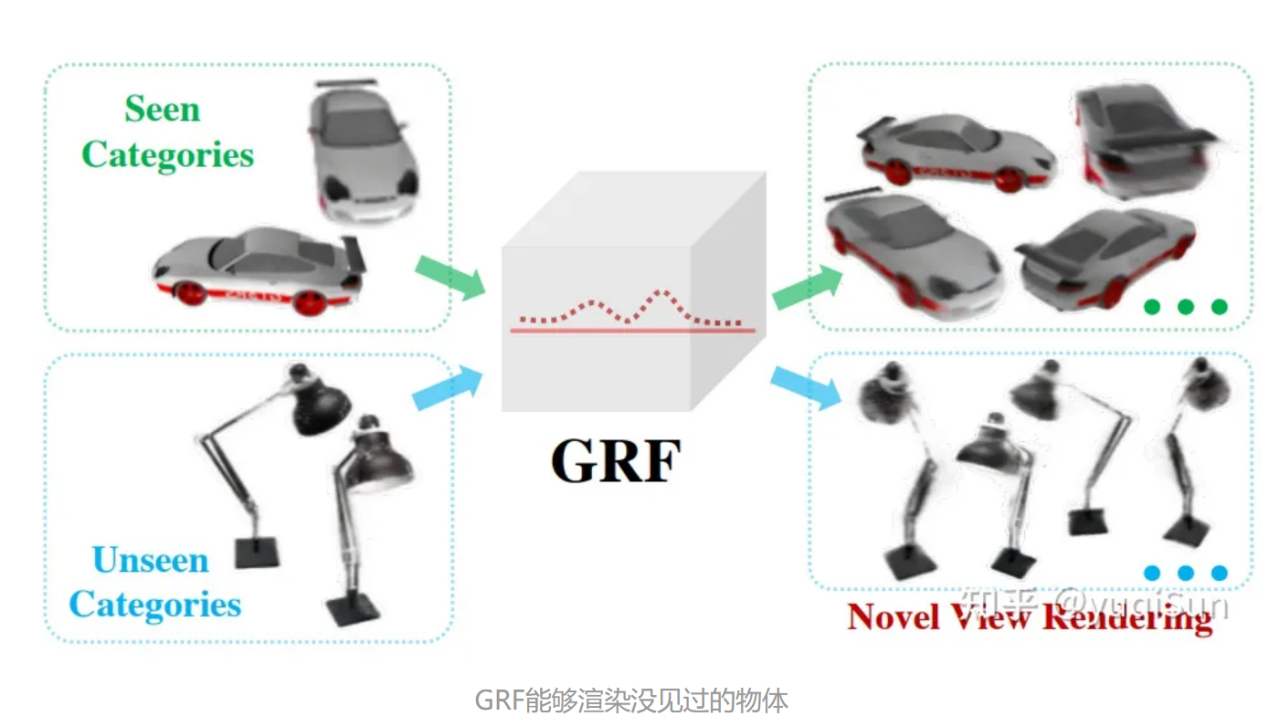 Seen
Categories
GRF
Unseen
Categories
知乎 @yuqiSun
Novel View Rendering
GRF能够渲染没见过的物体